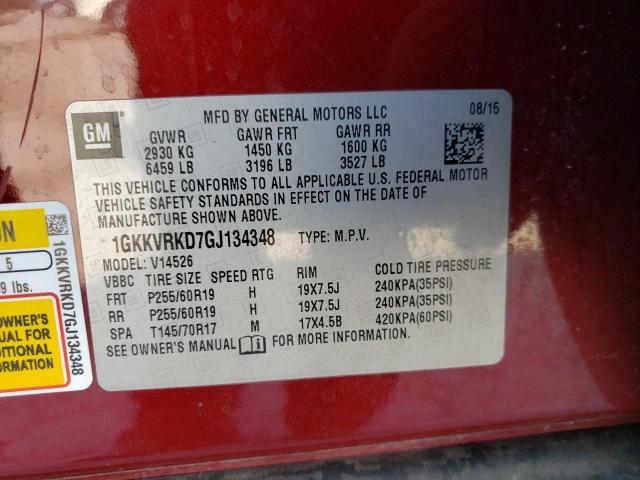 MFD BY GENERAL MOTORS LLC 08/15
GM
GVWR GAWR FRT GAWR RR
2930 KG 1450 KG 1600 KG
6459 LB 3196 LB 3527 LB
THIS VEHICLE CONFORMS TO ALL APPLICABLE U.S. FEDERAL MOTOR
VEHICLE SAFETY STANDARDS IN EFFECT ON THE DATE OF
MANUFACTURE SHOWN ABOVE.
1GKKVRKD7GJ134348 TYPE: M.P.V.
MODEL: V14526
VBBC TIRE SIZE SPEED RTG RIM COLD TIRE PRESSURE
FRT P255/60R19 H 19X7.5J 240KPA(35PSI)
RR P255/60R19 H 19X7.5J 240KPA(35PSI)
SPA T145/70R17 M 17X4.5B 420KPA(60PSI)
SEE OWNER'S MANUAL FOR MORE INFORMATION.
5
lbs.
OWNER'S
MANUAL FOR
1GKKVRKD7GJ134348